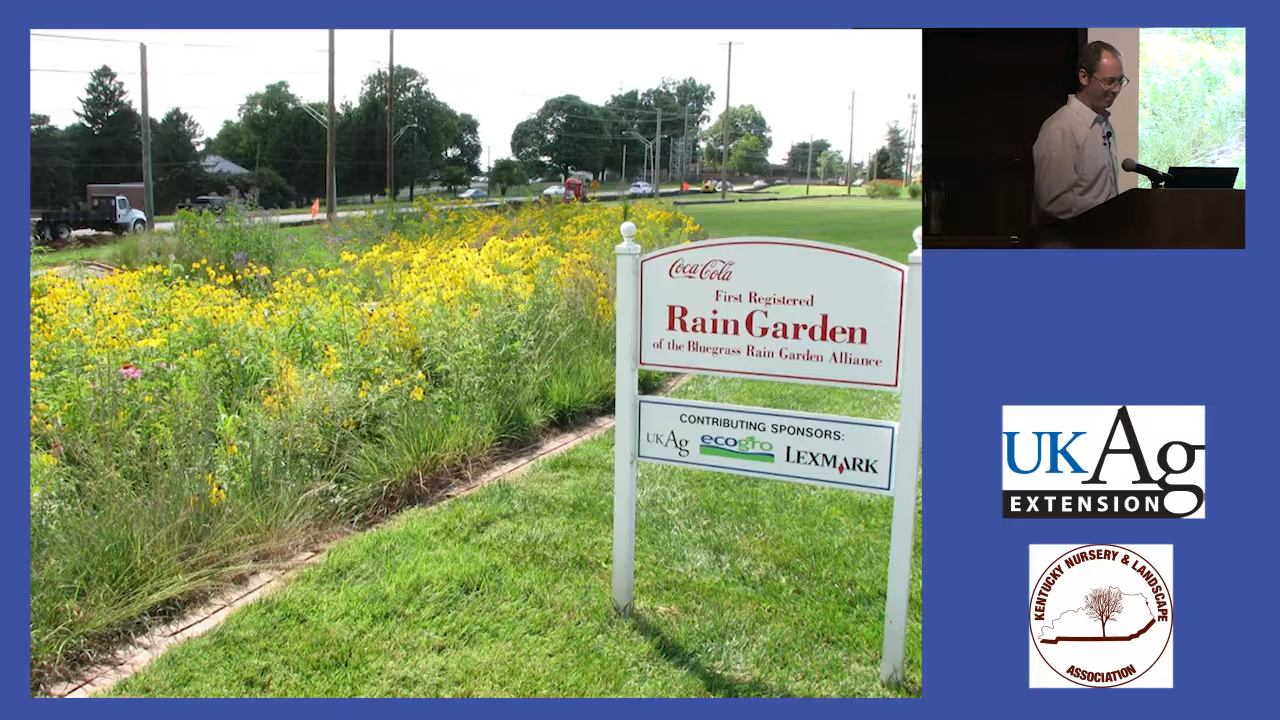 Coca-Cola
First Registered
Rain Garden
of the Bluegrass Rain Garden Alliance
CONTRIBUTING SPONSORS:
UKAg ecogro LEXMARK
UKAg
EXTENSION
KENTUCKY NURSERY & LANDSCAPE
ASSOCIATION